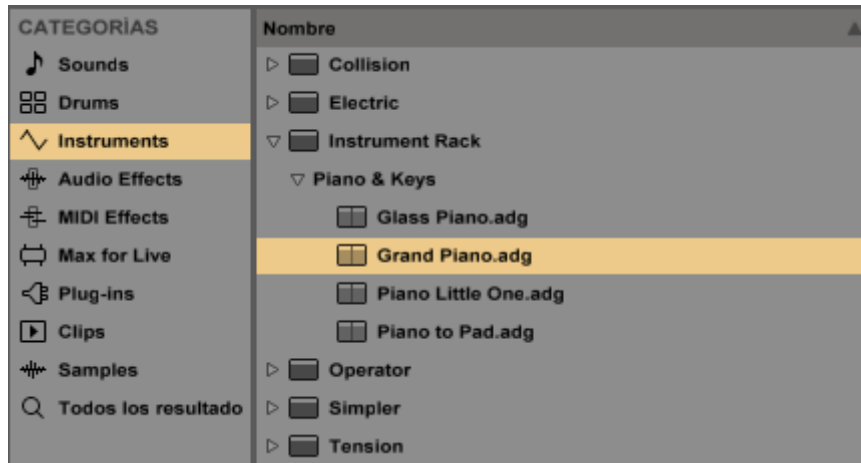 CATEGORÌAS
Sounds
Drums
Instruments
Audio Effects
MIDI Effects
Max for Live
Plug-ins
Clips
Samples
Todos los resultado
Nombre
Collision
Electric
Instrument Rack
Piano & Keys
Glass Piano.adg
Grand Piano.adg
Piano Little One.adg
Piano to Pad.adg
Operator
Simpler
Tension